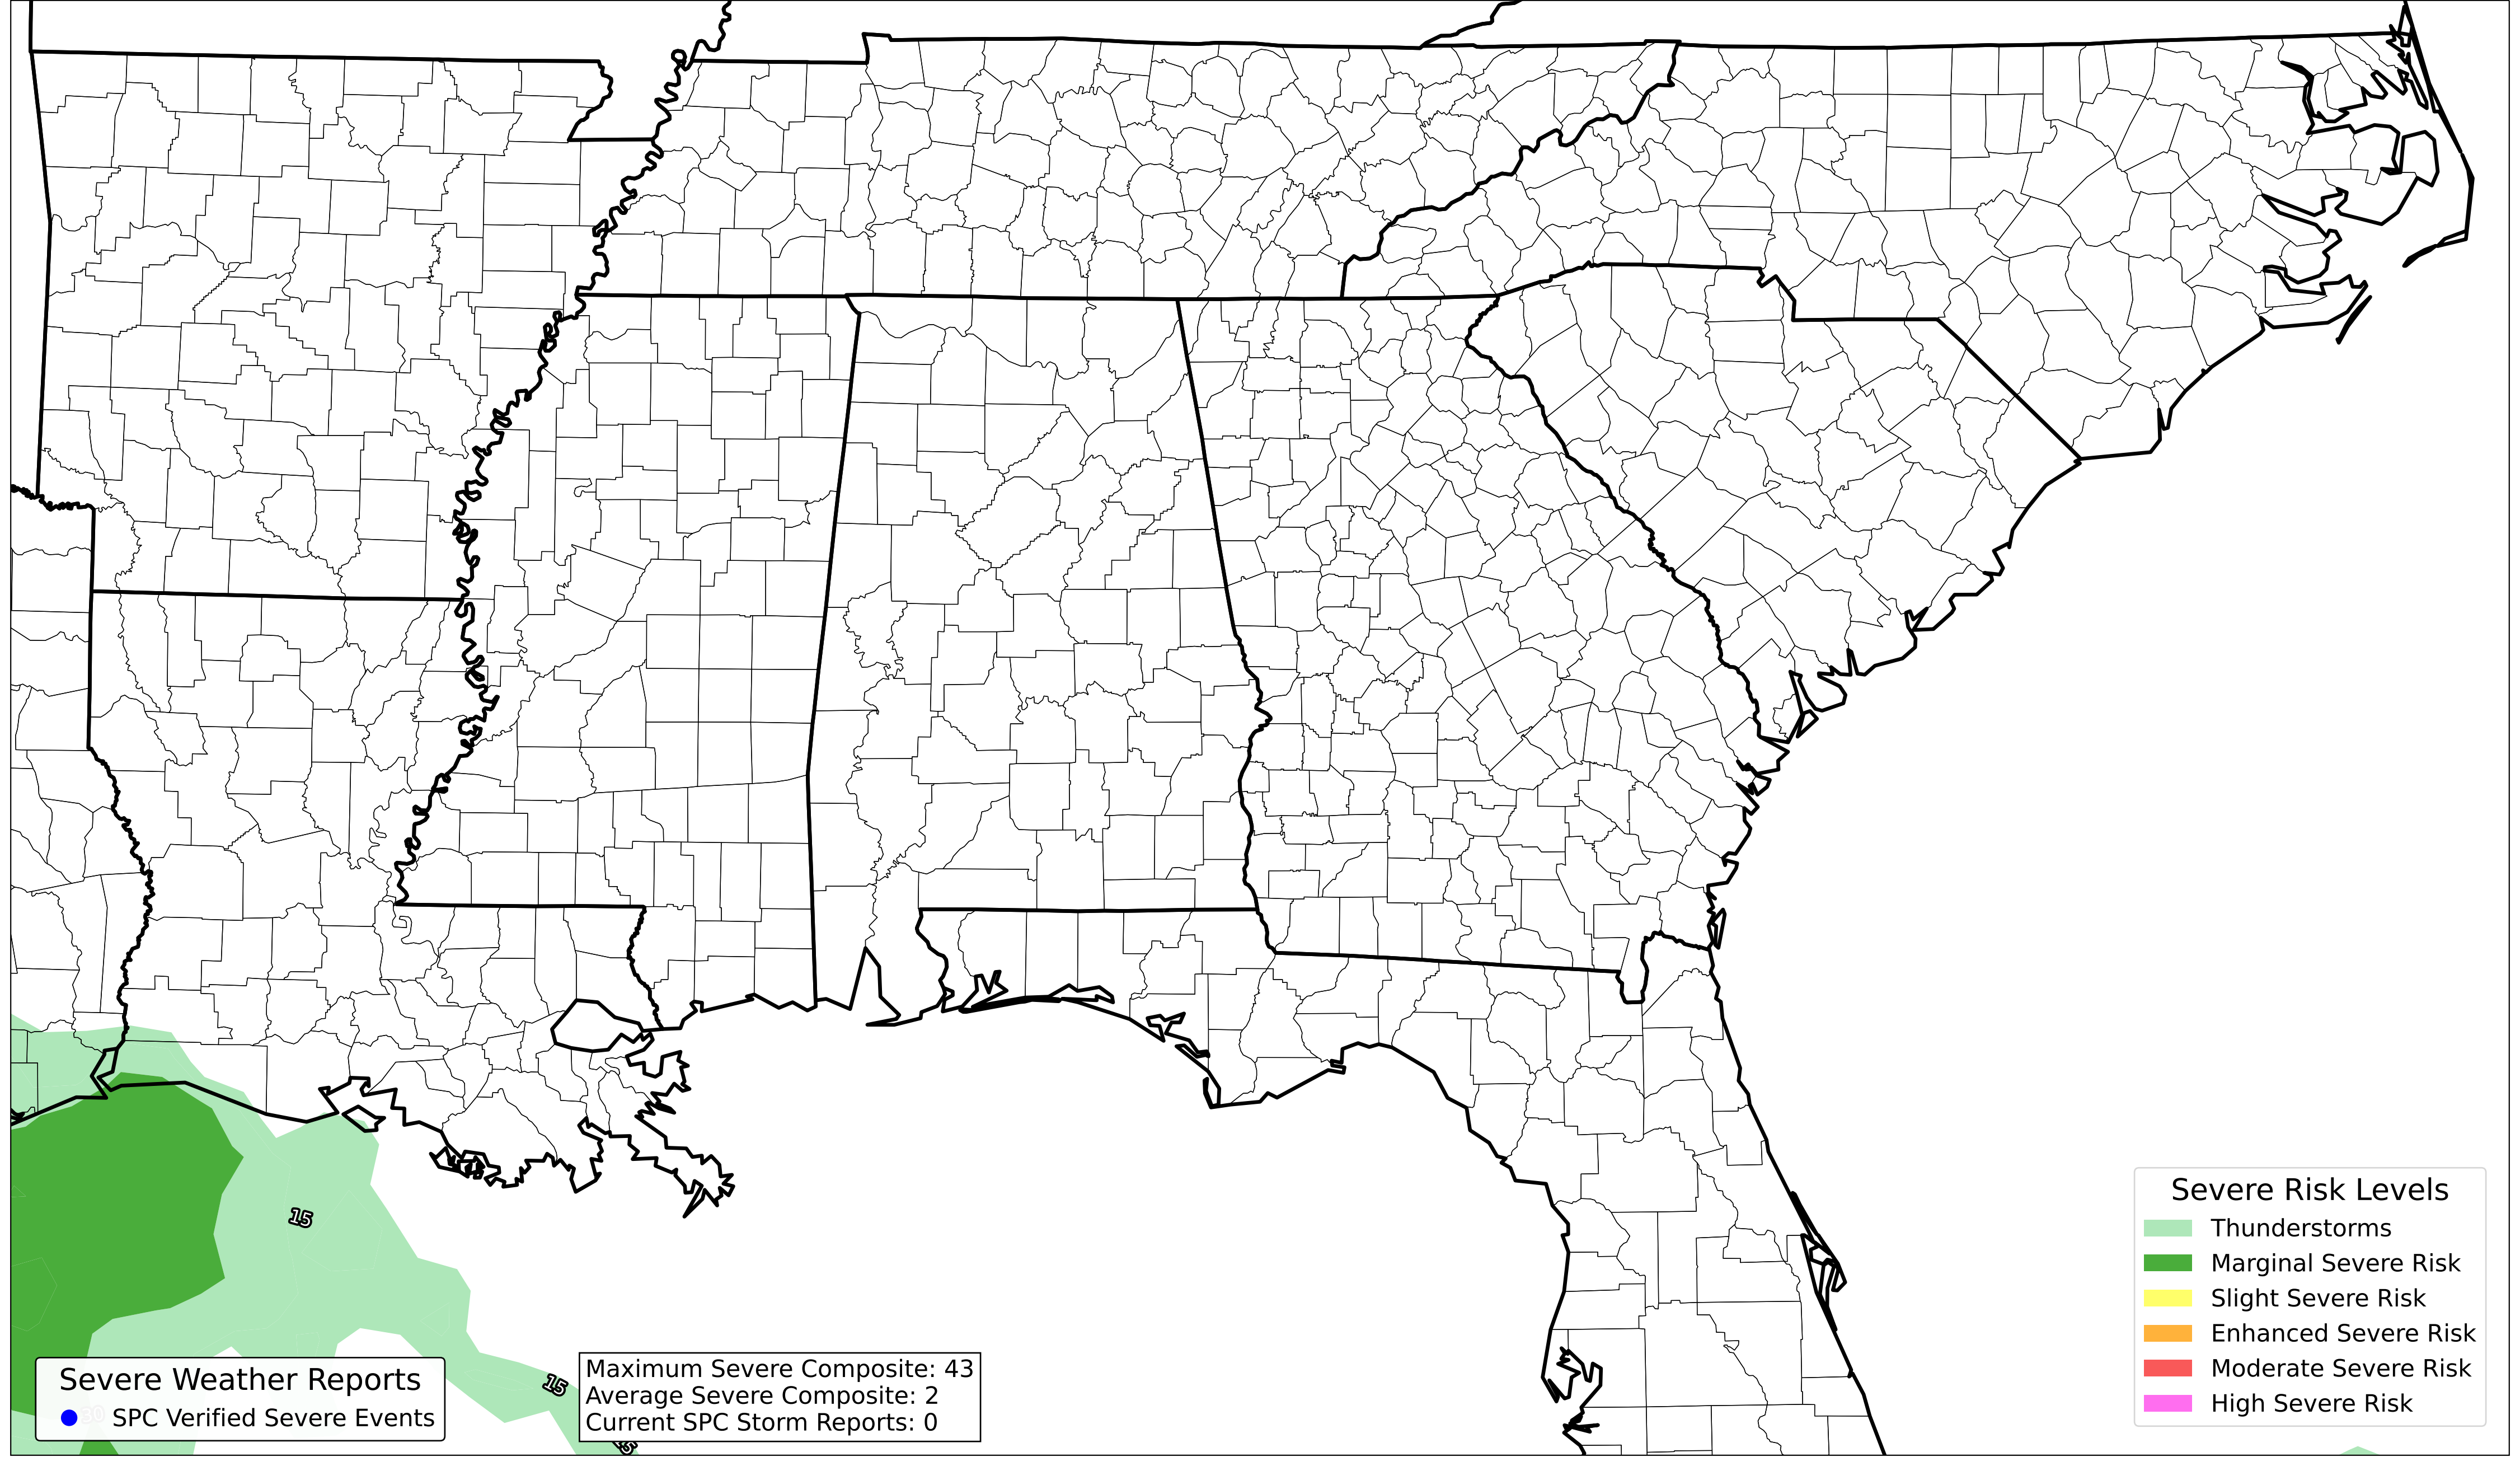 15
15
Severe Risk Levels
Thunderstorms
Marginal Severe Risk
Slight Severe Risk
Enhanced Severe Risk
Moderate Severe Risk
High Severe Risk
Severe Weather Reports
SPC Verified Severe Events
Maximum Severe Composite: 43
Average Severe Composite: 2
Current SPC Storm Reports: 0